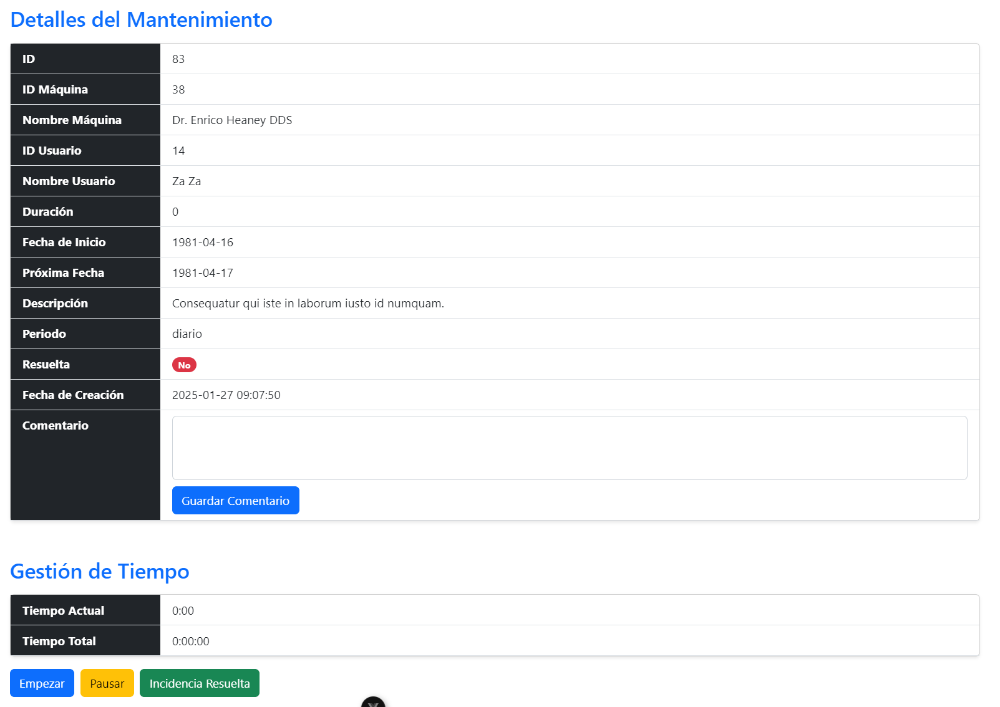 Detalles del Mantenimiento
ID 83
ID Máquina 38
Nombre Máquina Dr. Enrico Heaney DDS
ID Usuario 14
Nombre Usuario Za Za
Duración 0
Fecha de Inicio 1981-04-16
Próxima Fecha 1981-04-17
Descripción Consequatur qui iste in laborum iusto id numquam.
Periodo diario
Resuelta No
Fecha de Creación 2025-01-27 09:07:50
Comentario
Guardar Comentario
Gestión de Tiempo
Tiempo Actual 0:00
Tiempo Total 0:00:00
Empezar Pausar Incidencia Resuelta